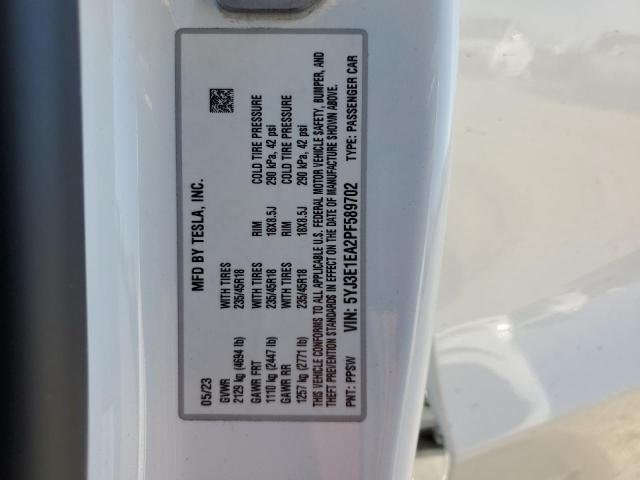 MFD BY TESLA, INC.
05/23
GVWR
2129 kg (4694 lb)
WITH TIRES
235/45R18
RIM
18X8.5J
COLD TIRE PRESSURE
290 kPa, 42 psi
GAWR FRT
1110 kg (2447 lb)
WITH TIRES
235/45R18
RIM
18X8.5J
COLD TIRE PRESSURE
290 kPa, 42 psi
GAWR RR
1257 kg (2771 lb)
WITH TIRES
235/45R18
THIS VEHICLE CONFORMS TO ALL APPLICABLE U.S. FEDERAL MOTOR VEHICLE SAFETY, BUMPER, AND
THEFT PREVENTION STANDARDS IN EFFECT ON THE DATE OF MANUFACTURE SHOWN ABOVE.
VIN: 5YJ3E1EA2PF589702
PNT: PPSW
TYPE: PASSENGER CAR